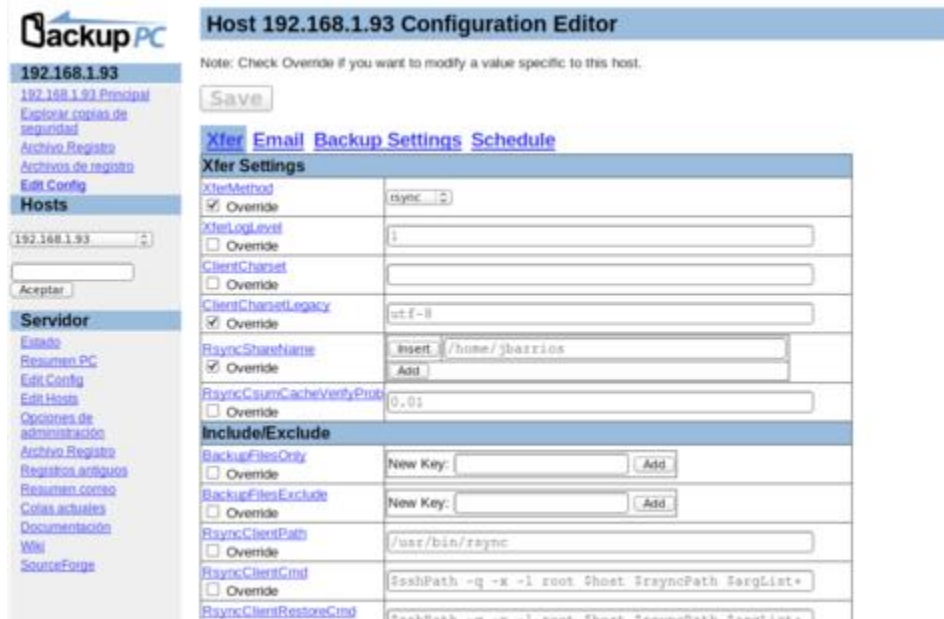 BackupPC
192.168.1.93
192.168.1.93 Principal
Explorar copias de
seguridad
Archivo Registro
Archivos de registro
Edit Config
Hosts
192.168.1.93
Aceptar
Servidor
Estado
Resumen PC
Edit Config
Edit Hosts
Opciones de
administración
Archivo Registro
Registros antiguos
Resumen correo
Colas actuales
Documentación
Wiki
SourceForge
Host 192.168.1.93 Configuration Editor
Note: Check Override if you want to modify a value specific to this host.
Save
Xfer Email Backup Settings Schedule
Xfer Settings
XferMethod
Override
rsync
XferLogLevel
Override
1
ClientCharset
Override
ClientCharsetLegacy
Override
utf-8
RsyncShareName
Override
Insert /home/jbarrios
Add
RsyncCsumCacheVerifyProb
Override
0.01
Include/Exclude
BackupFilesOnly
Override
New Key: Add
BackupFilesExclude
Override
New Key: Add
RsyncClientPath
Override
/usr/bin/rsync
RsyncClientCmd
Override
$sshPath -q -x -l root $host $rsyncPath $argList+
RsyncClientRestoreCmd
$sshPath -q -x -l root $host $rsyncPath $argList+